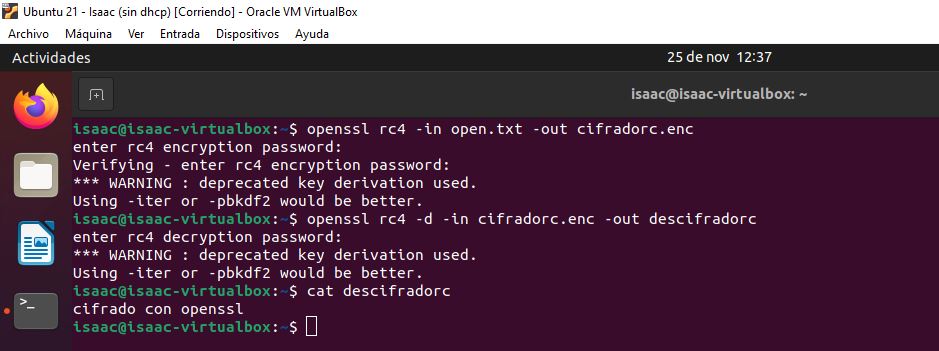 Ubuntu 21 - Isaac (sin dhcp) [Corriendo] - Oracle VM VirtualBox
Archivo Máquina Ver Entrada Dispositivos Ayuda
Actividades 25 de nov 12:37
isaac@isaac-virtualbox: ~
isaac@isaac-virtualbox:~$ openssl rc4 -in open.txt -out cifradorc.enc
enter rc4 encryption password:
Verifying - enter rc4 encryption password:
*** WARNING : deprecated key derivation used.
Using -iter or -pbkdf2 would be better.
isaac@isaac-virtualbox:~$ openssl rc4 -d -in cifradorc.enc -out descifradorc
enter rc4 decryption password:
*** WARNING : deprecated key derivation used.
Using -iter or -pbkdf2 would be better.
isaac@isaac-virtualbox:~$ cat descifradorc
cifrado con openssl
isaac@isaac-virtualbox:~$